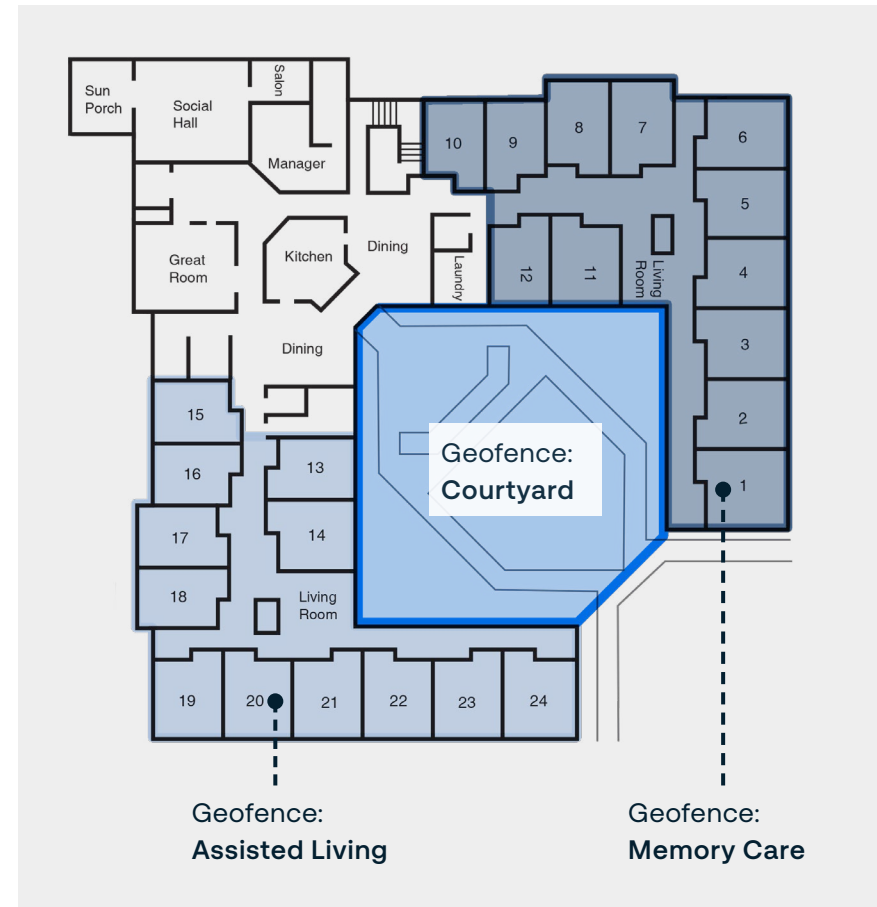 Sun
Porch
Social
Hall
Salon
Manager
10
9
8
7
6
5
4
3
2
1
Great
Room
Kitchen
Dining
Laundry
12
11
Living
Room
Dining
15
16
17
18
13
14
Living
Room
Geofence:
Courtyard
19
20
21
22
23
24
Geofence:
Assisted Living
Geofence:
Memory Care